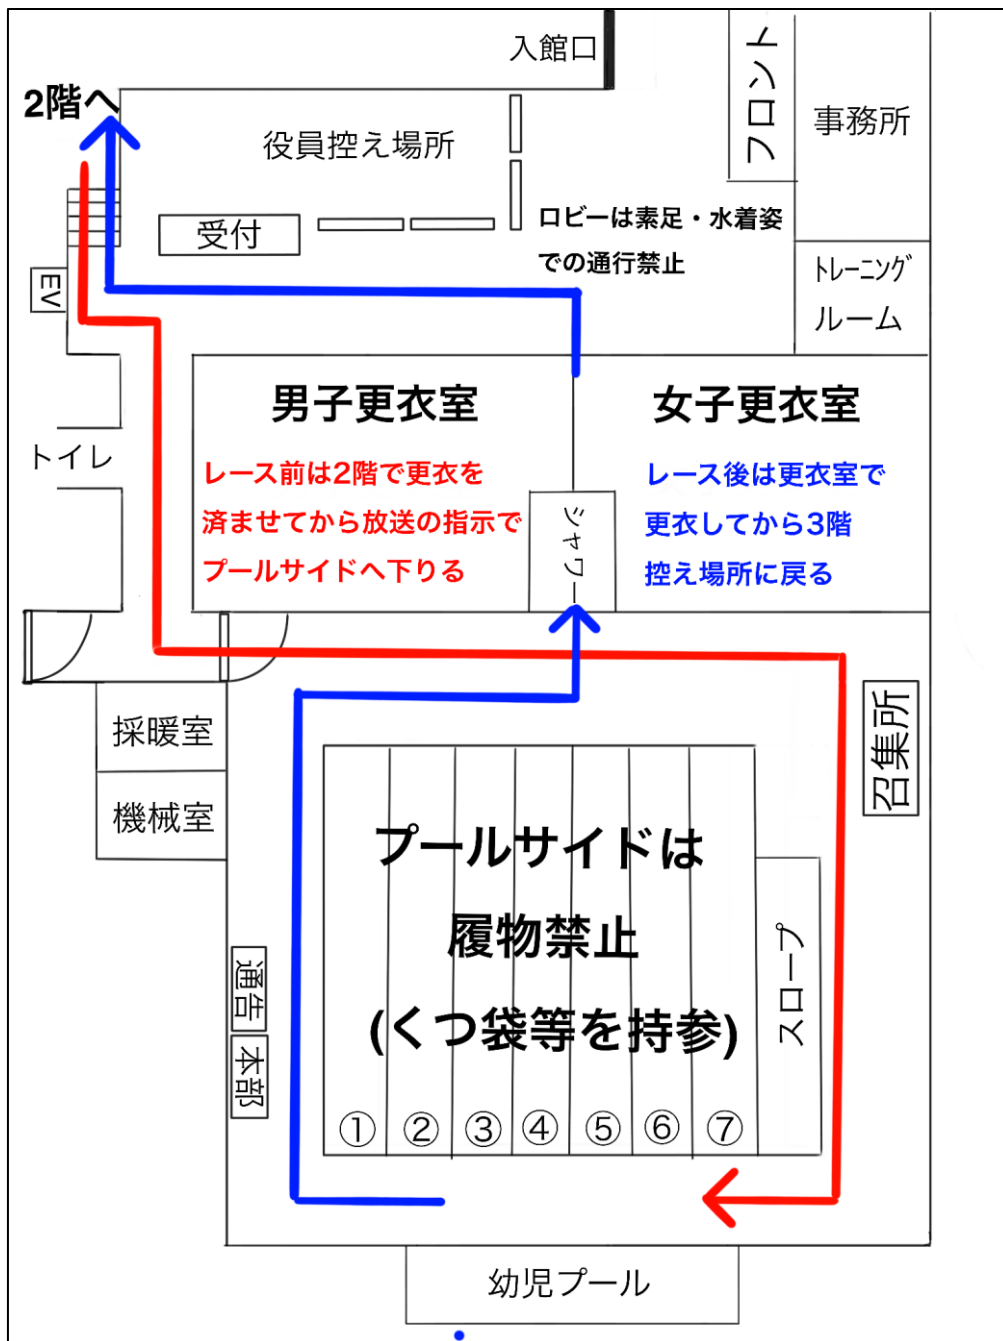 入館口
フロント
事務所
2階へ
役員控え場所
受付
ロビーは素足・水着姿
での通行禁止
EV
トレーニング
ルーム
男子更衣室
女子更衣室
トイレ
レース前は2階で更衣を
済ませてから放送の指示で
プールサイドへ下りる
シャワー
レース後は更衣室で
更衣してから3階
控え場所に戻る
採暖室
機械室
召集所
プールサイドは
履物禁止
(くつ袋等を持参)
スロープ
通告
本部
① ② ③ ④ ⑤ ⑥ ⑦
幼児プール